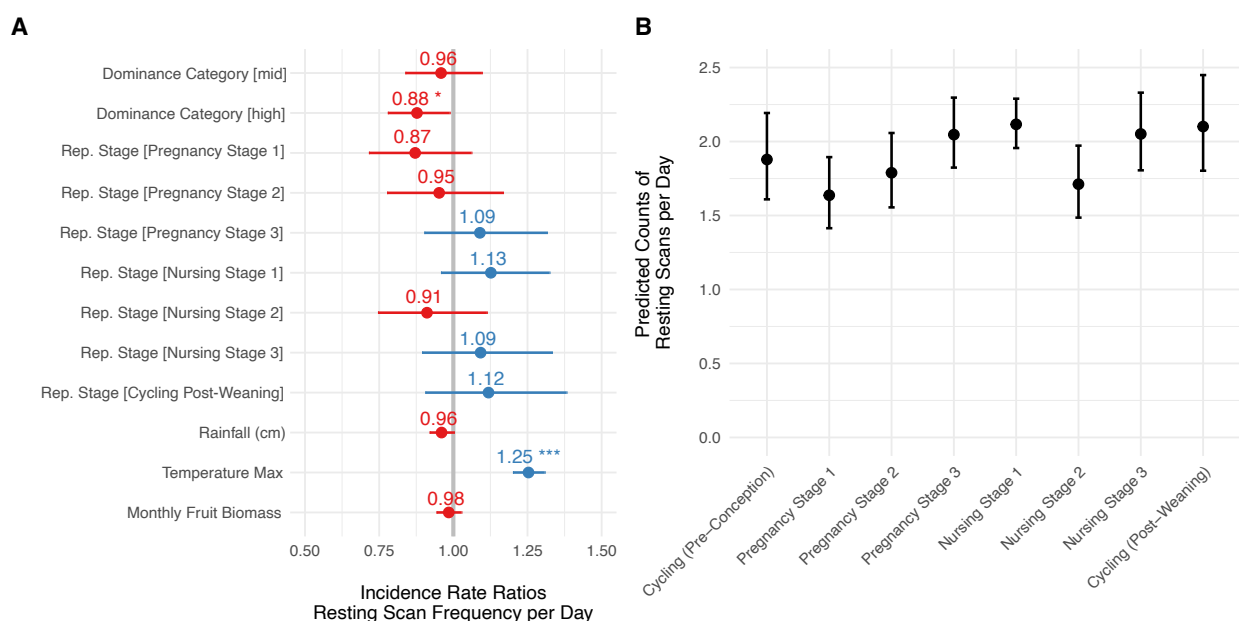 A
Dominance Category [mid]
Dominance Category [high]
Rep. Stage [Pregnancy Stage 1]
Rep. Stage [Pregnancy Stage 2]
Rep. Stage [Pregnancy Stage 3]
Rep. Stage [Nursing Stage 1]
Rep. Stage [Nursing Stage 2]
Rep. Stage [Nursing Stage 3]
Rep. Stage [Cycling Post-Weaning]
Rainfall (cm)
Temperature Max
Monthly Fruit Biomass
0.96
0.88 *
0.87
0.95
1.09
1.13
0.91
1.09
1.12
0.96
1.25 ***
0.98
0.50 0.75 1.00 1.25 1.50
Incidence Rate Ratios
Resting Scan Frequency per Day
B
Predicted Counts of
Resting Scans per Day
2.5
2.0
1.5
1.0
0.5
0.0
Cycling (Pre−Conception)
Pregnancy Stage 1
Pregnancy Stage 2
Pregnancy Stage 3
Nursing Stage 1
Nursing Stage 2
Nursing Stage 3
Cycling (Post−Weaning)